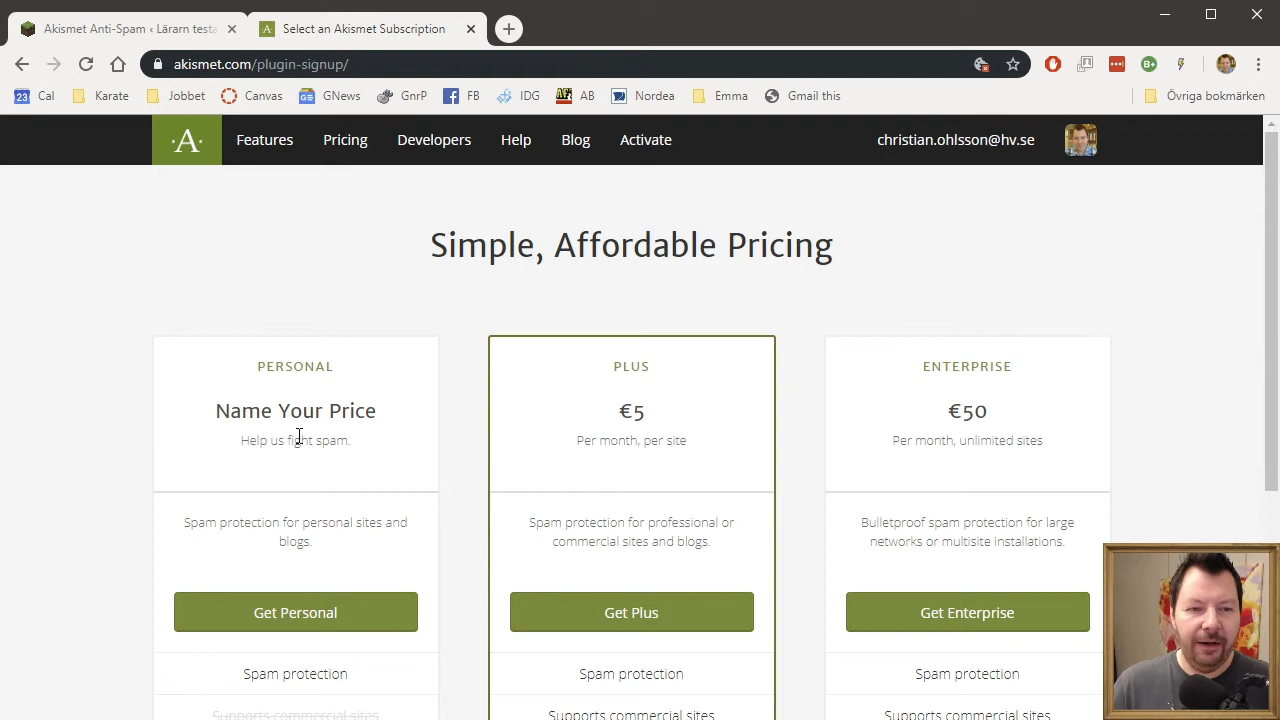 Akismet Anti-Spam ‹ Lärarn testa
Select an Akismet Subscription
akismet.com/plugin-signup/
23 Cal Karate Jobbet Canvas GNews GnrP FB IDG AB Nordea Emma Gmail this Övriga bokmärken
A Features Pricing Developers Help Blog Activate christian.ohlsson@hv.se
Simple, Affordable Pricing
PERSONAL
Name Your Price
Help us fight spam.
Spam protection for personal sites and
blogs.
Get Personal
Spam protection
Supports commercial sites
PLUS
€5
Per month, per site
Spam protection for professional or
commercial sites and blogs.
Get Plus
Spam protection
Supports commercial sites
ENTERPRISE
€50
Per month, unlimited sites
Bulletproof spam protection for large
networks or multisite installations.
Get Enterprise
Spam protection
Supports commercial sites